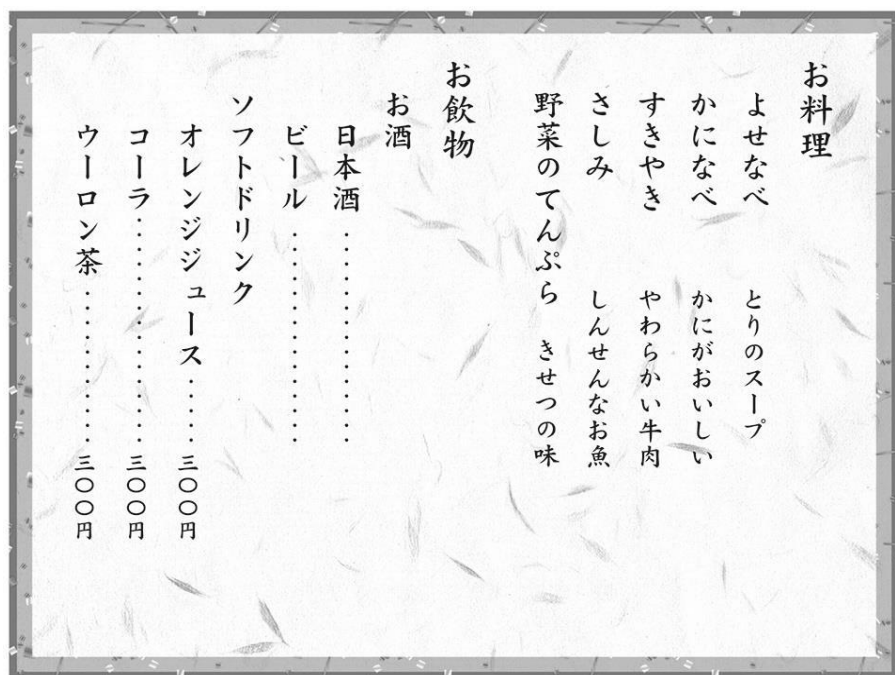 お料理
よせなべ とりのスープ
かになべ かにがおいしい
すきやき やわらかい牛肉
さしみ しんせんなお魚
野菜のてんぷら きせつの味
お飲物
お酒
日本酒…………
ビール…………
ソフトドリンク
オレンジジュース……三〇〇円
コーラ…………三〇〇円
ウーロン茶…………三〇〇円